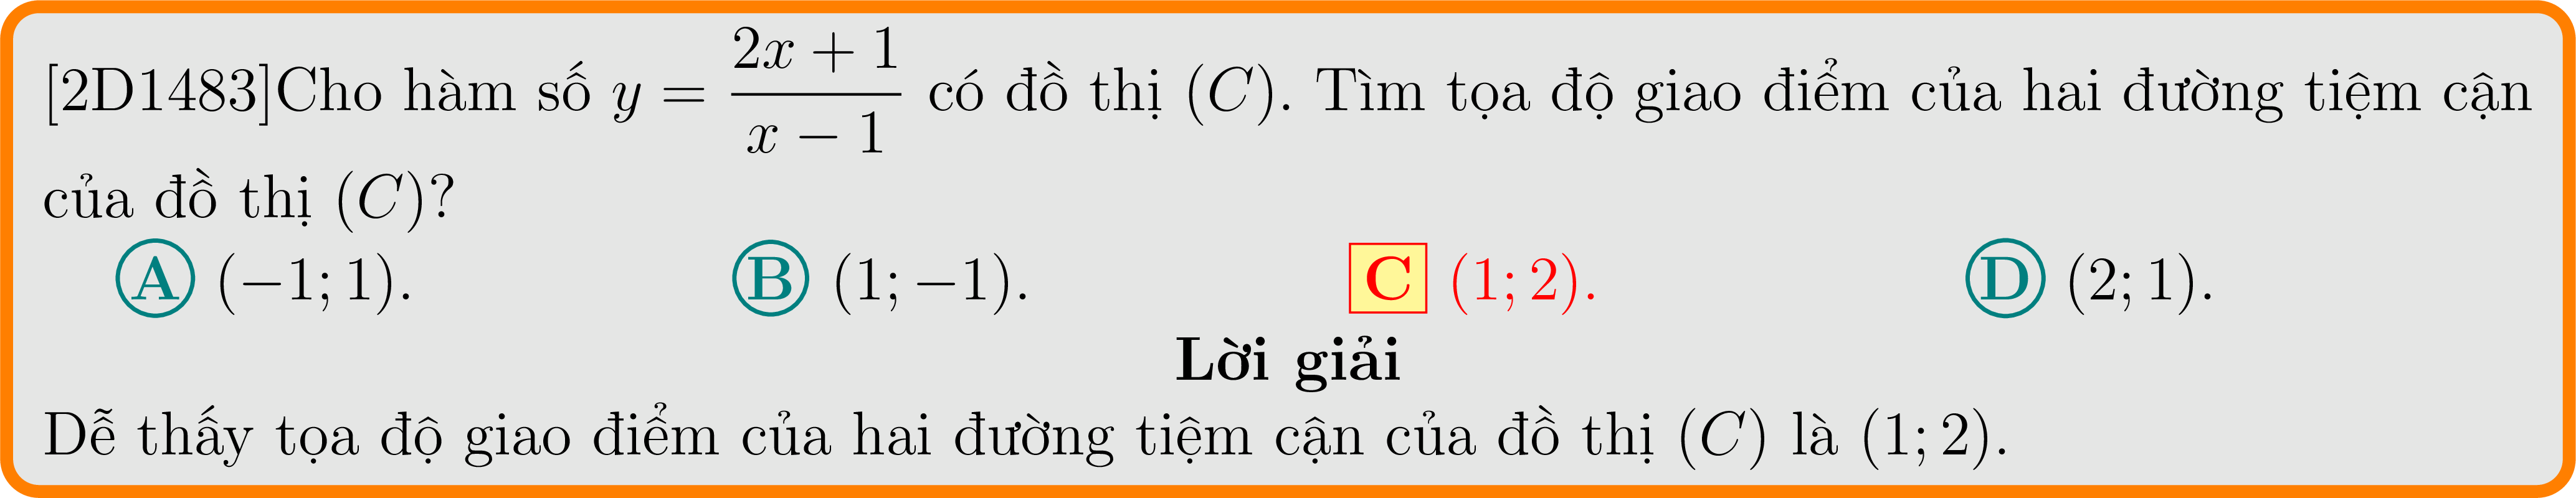 [2D1483]Cho hàm số $y = \dfrac{2x+1}{x-1}$ có đồ thị $(C)$. Tìm tọa độ giao điểm của hai đường tiệm cận
của đồ thị $(C)$?
A $(-1; 1)$. B $(1; -1)$. C $(1; 2)$. D $(2; 1)$.
Lời giải
Dễ thấy tọa độ giao điểm của hai đường tiệm cận của đồ thị $(C)$ là $(1; 2)$.